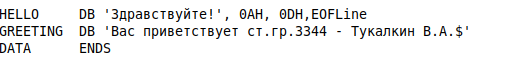 HELLO     DB 'Здравствуйте!', 0AH, 0DH,EOFLine
GREETING  DB 'Вас приветствует ст.гр.3344 - Тукалкин В.А.$'
DATA      ENDS